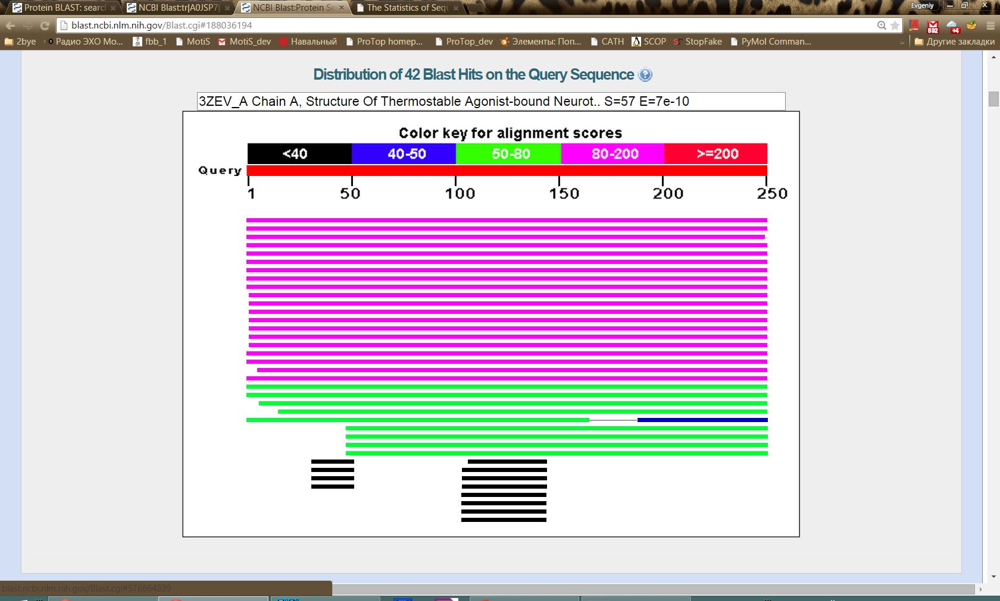 Protein BLAST: searc
NCBI Blast:tr|A0JSP7|
NCBI Blast:Protein Se
The Statistics of Sequ
Evgeniy
blast.ncbi.nlm.nih.gov/Blast.cgi#188036194
892
+4
2bye
Радио ЭХО Мо...
fbb_1
MotiS
MotiS_dev
Навальный
ProTop homep...
ProTop_dev
Элементы: Поп...
CATH
SCOP
StopFake
PyMol Comman...
»
Другие закладки
Distribution of 42 Blast Hits on the Query Sequence ?
3ZEV_A Chain A, Structure Of Thermostable Agonist-bound Neurot.. S=57 E=7e-10
Color key for alignment scores
<40 40-50 50-80 80-200 >=200
Query
1 50 100 150 200 250
blast.ncbi.nlm.nih.gov/Blast.cgi#576864839